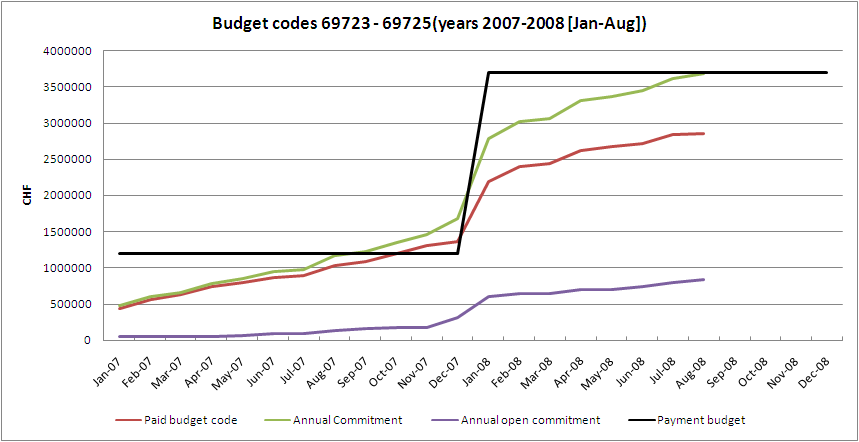 Budget codes 69723 - 69725(years 2007-2008 [Jan-Aug])
4000000
3500000
3000000
2500000
2000000
1500000
1000000
500000
0
CHF
Jan-07 Feb-07 Mar-07 Apr-07 May-07 Jun-07 Jul-07 Aug-07 Sep-07 Oct-07 Nov-07 Dec-07 Jan-08 Feb-08 Mar-08 Apr-08 May-08 Jun-08 Jul-08 Aug-08 Sep-08 Oct-08 Nov-08 Dec-08
Paid budget code Annual Commitment Annual open commitment Payment budget